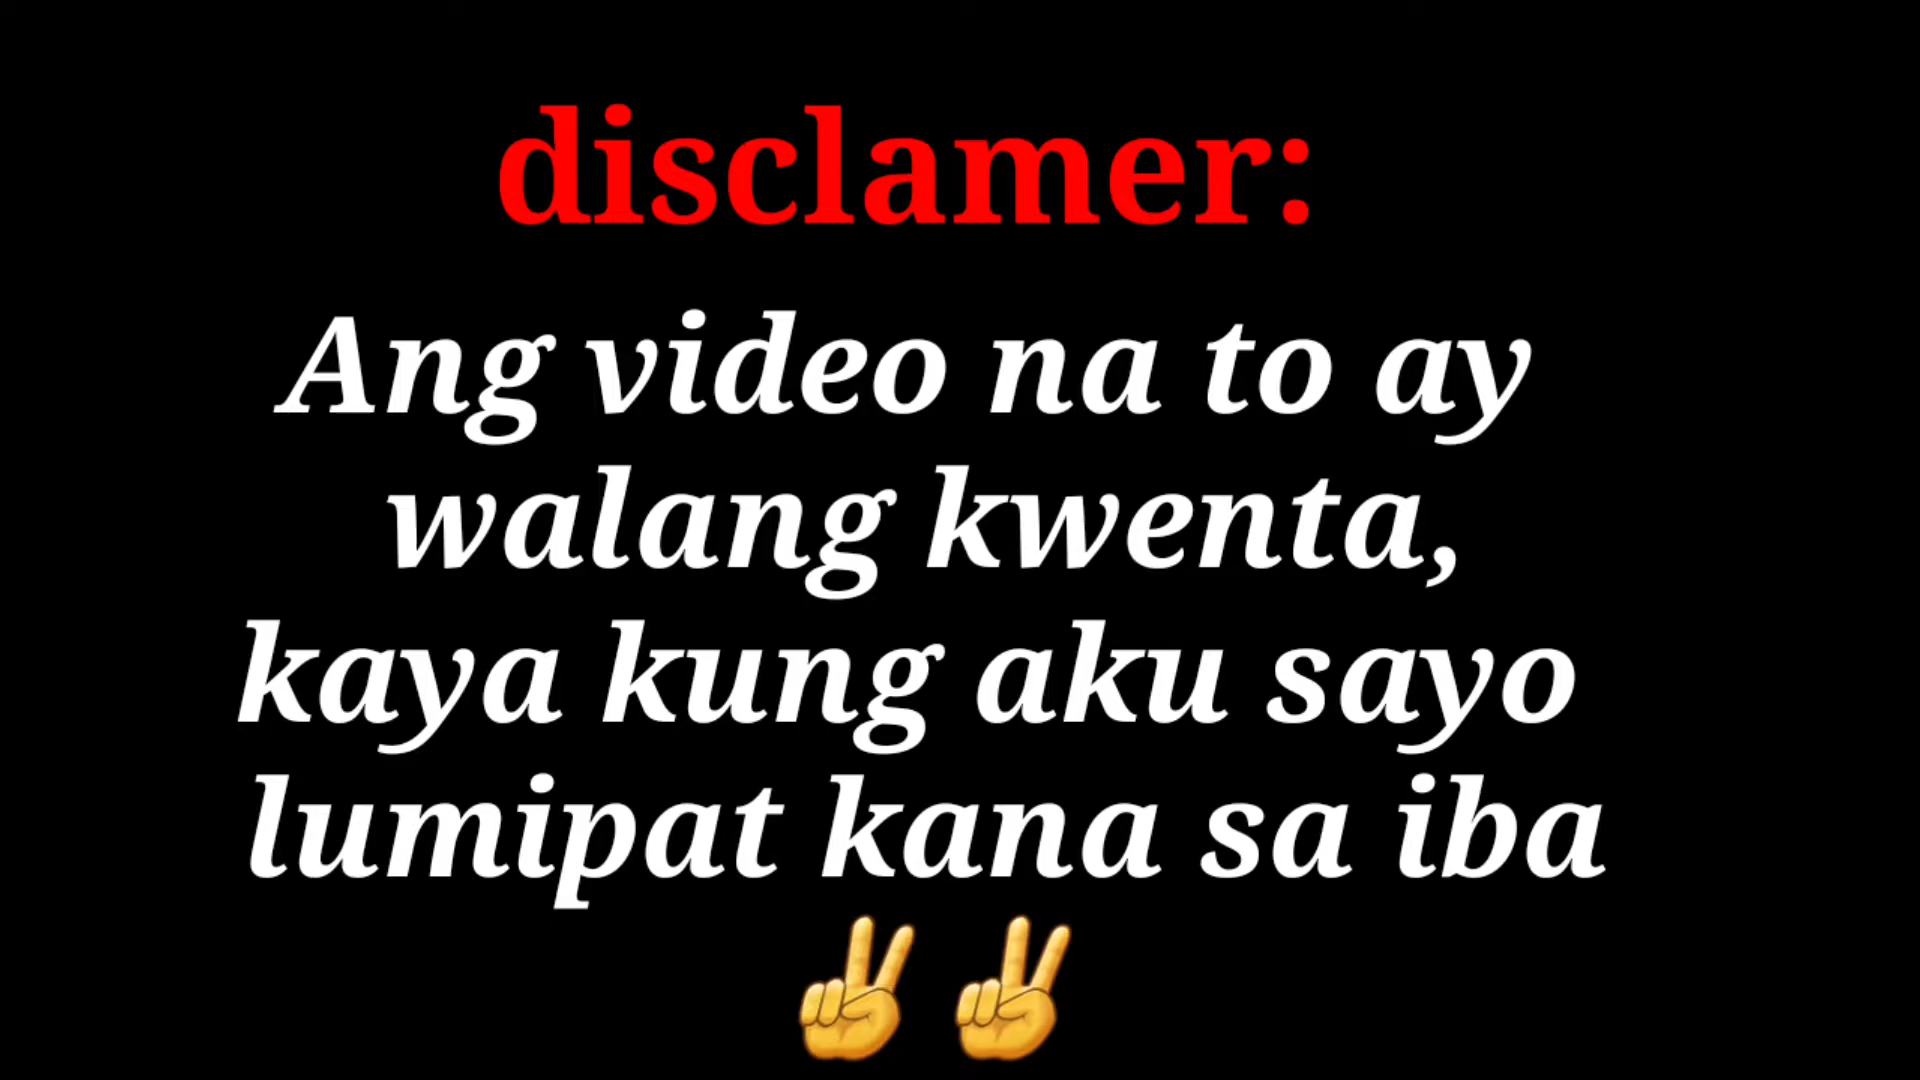 disclamer:
Ang video na to ay
walang kwenta,
kaya kung aku sayo
lumipat kana sa iba
✌✌